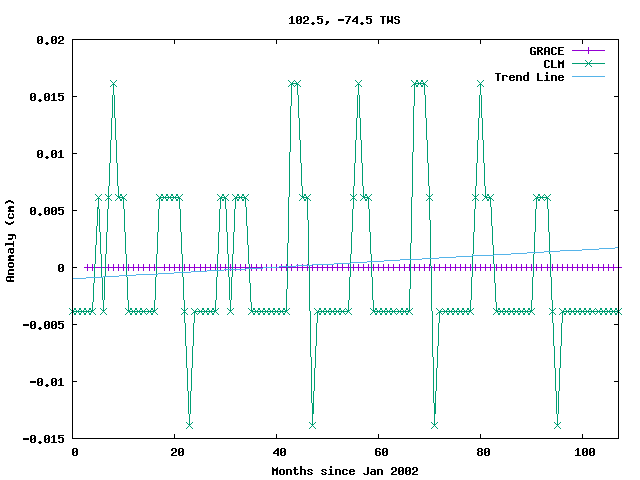 102.5, -74.5 TWS
GRACE
CLM
Trend Line
0.02
0.015
0.01
0.005
0
-0.005
-0.01
-0.015
Anomaly (cm)
0 20 40 60 80 100
Months since Jan 2002